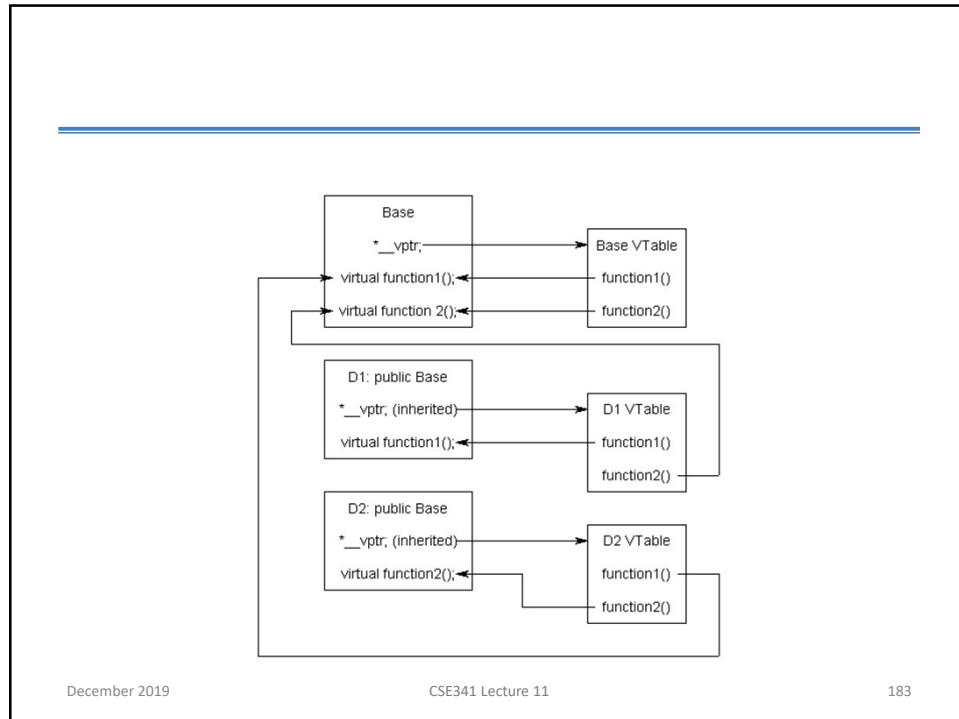 Base
*__vptr;
virtual function1();
virtual function 2();
Base VTable
function1()
function2()
D1: public Base
*__vptr; (inherited)
virtual function1();
D1 VTable
function1()
function2()
D2: public Base
*__vptr; (inherited)
virtual function2();
D2 VTable
function1()
function2()
December 2019
CSE341 Lecture 11
183